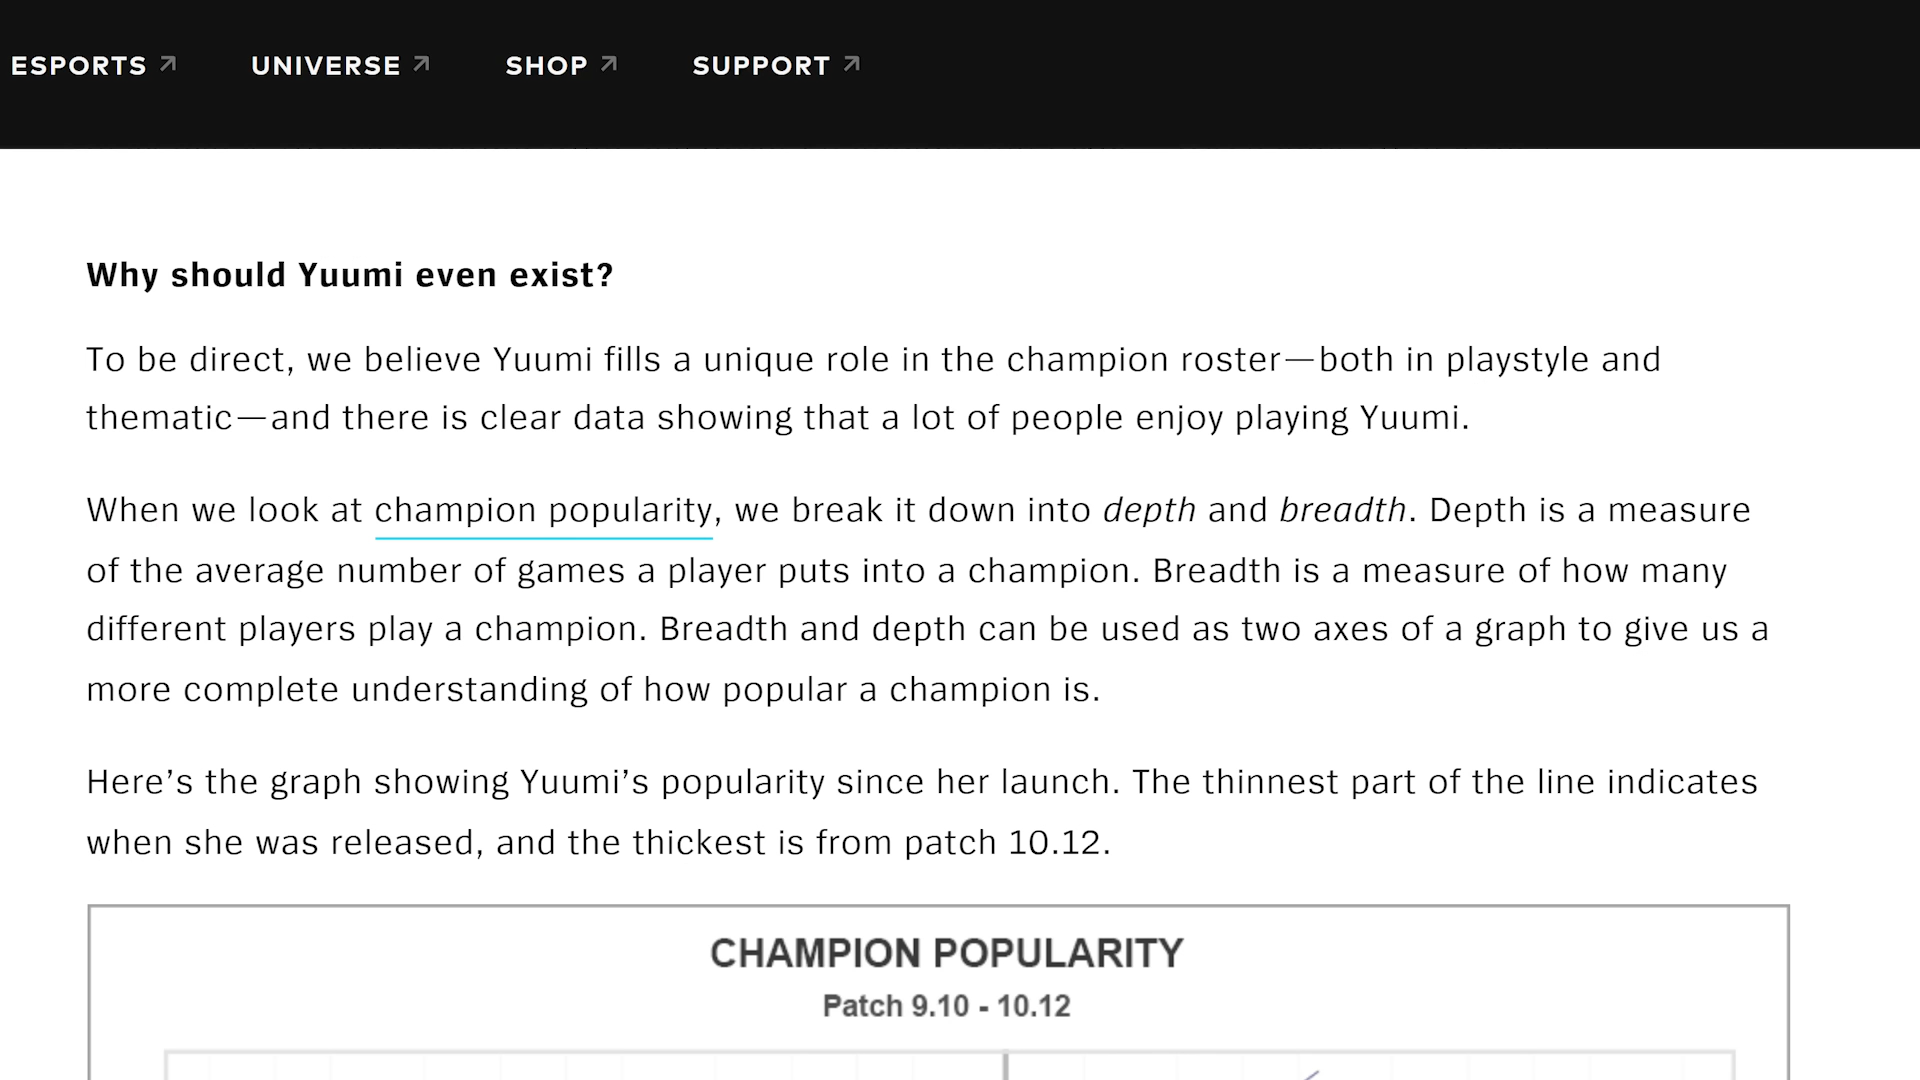 ESPORTS UNIVERSE SHOP SUPPORT
Why should Yuumi even exist?
To be direct, we believe Yuumi fills a unique role in the champion roster—both in playstyle and
thematic—and there is clear data showing that a lot of people enjoy playing Yuumi.
When we look at champion popularity, we break it down into depth and breadth. Depth is a measure
of the average number of games a player puts into a champion. Breadth is a measure of how many
different players play a champion. Breadth and depth can be used as two axes of a graph to give us a
more complete understanding of how popular a champion is.
Here’s the graph showing Yuumi’s popularity since her launch. The thinnest part of the line indicates
when she was released, and the thickest is from patch 10.12.
CHAMPION POPULARITY
Patch 9.10 - 10.12